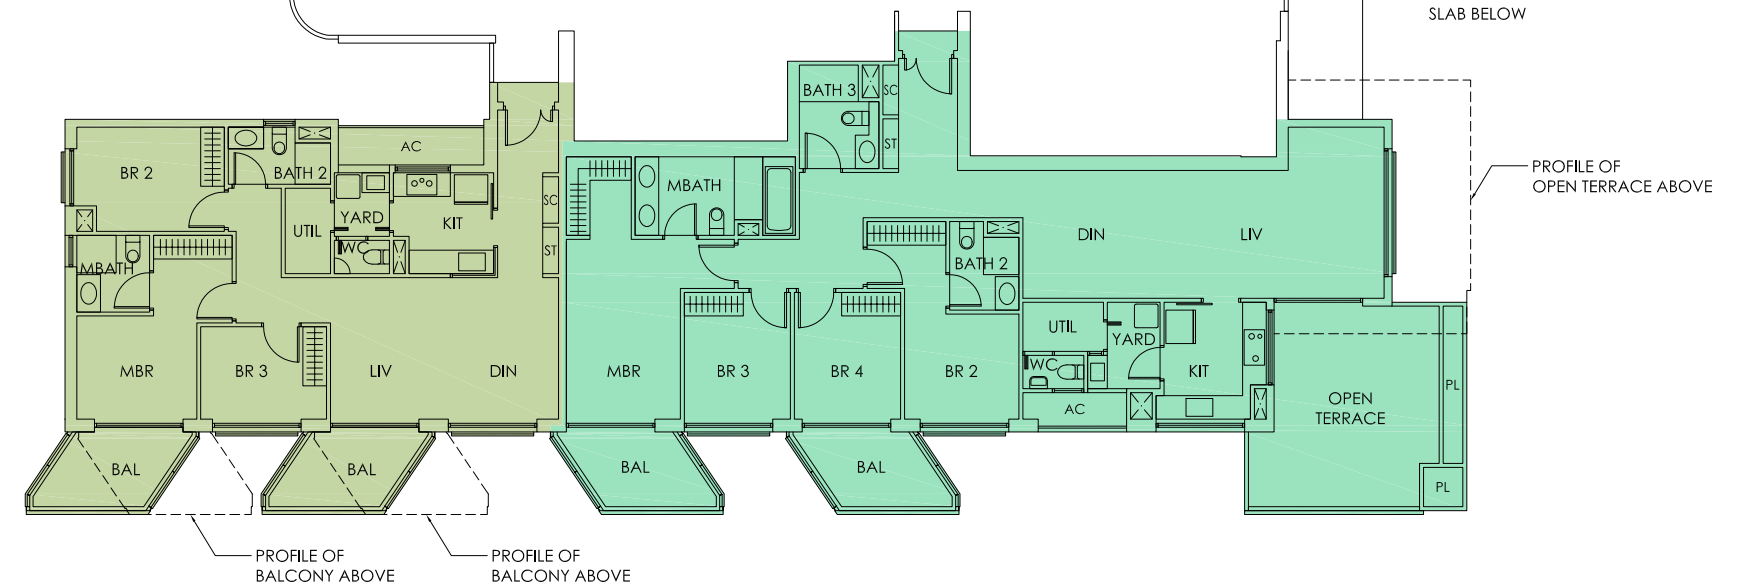 SLAB BELOW
BATH 3
SC
ST
AC
BR 2
BATH 2
YARD
KIT
SC
UTIL
WC
ST
MBATH
MBR
BR 3
LIV
DIN
BAL
BAL
PROFILE OF
BALCONY ABOVE
PROFILE OF
BALCONY ABOVE
MBATH
DIN
LIV
BATH 2
MBR
BR 3
BR 4
BR 2
UTIL
YARD
WC
KIT
AC
BAL
BAL
OPEN
TERRACE
PL
PL
PROFILE OF
OPEN TERRACE ABOVE